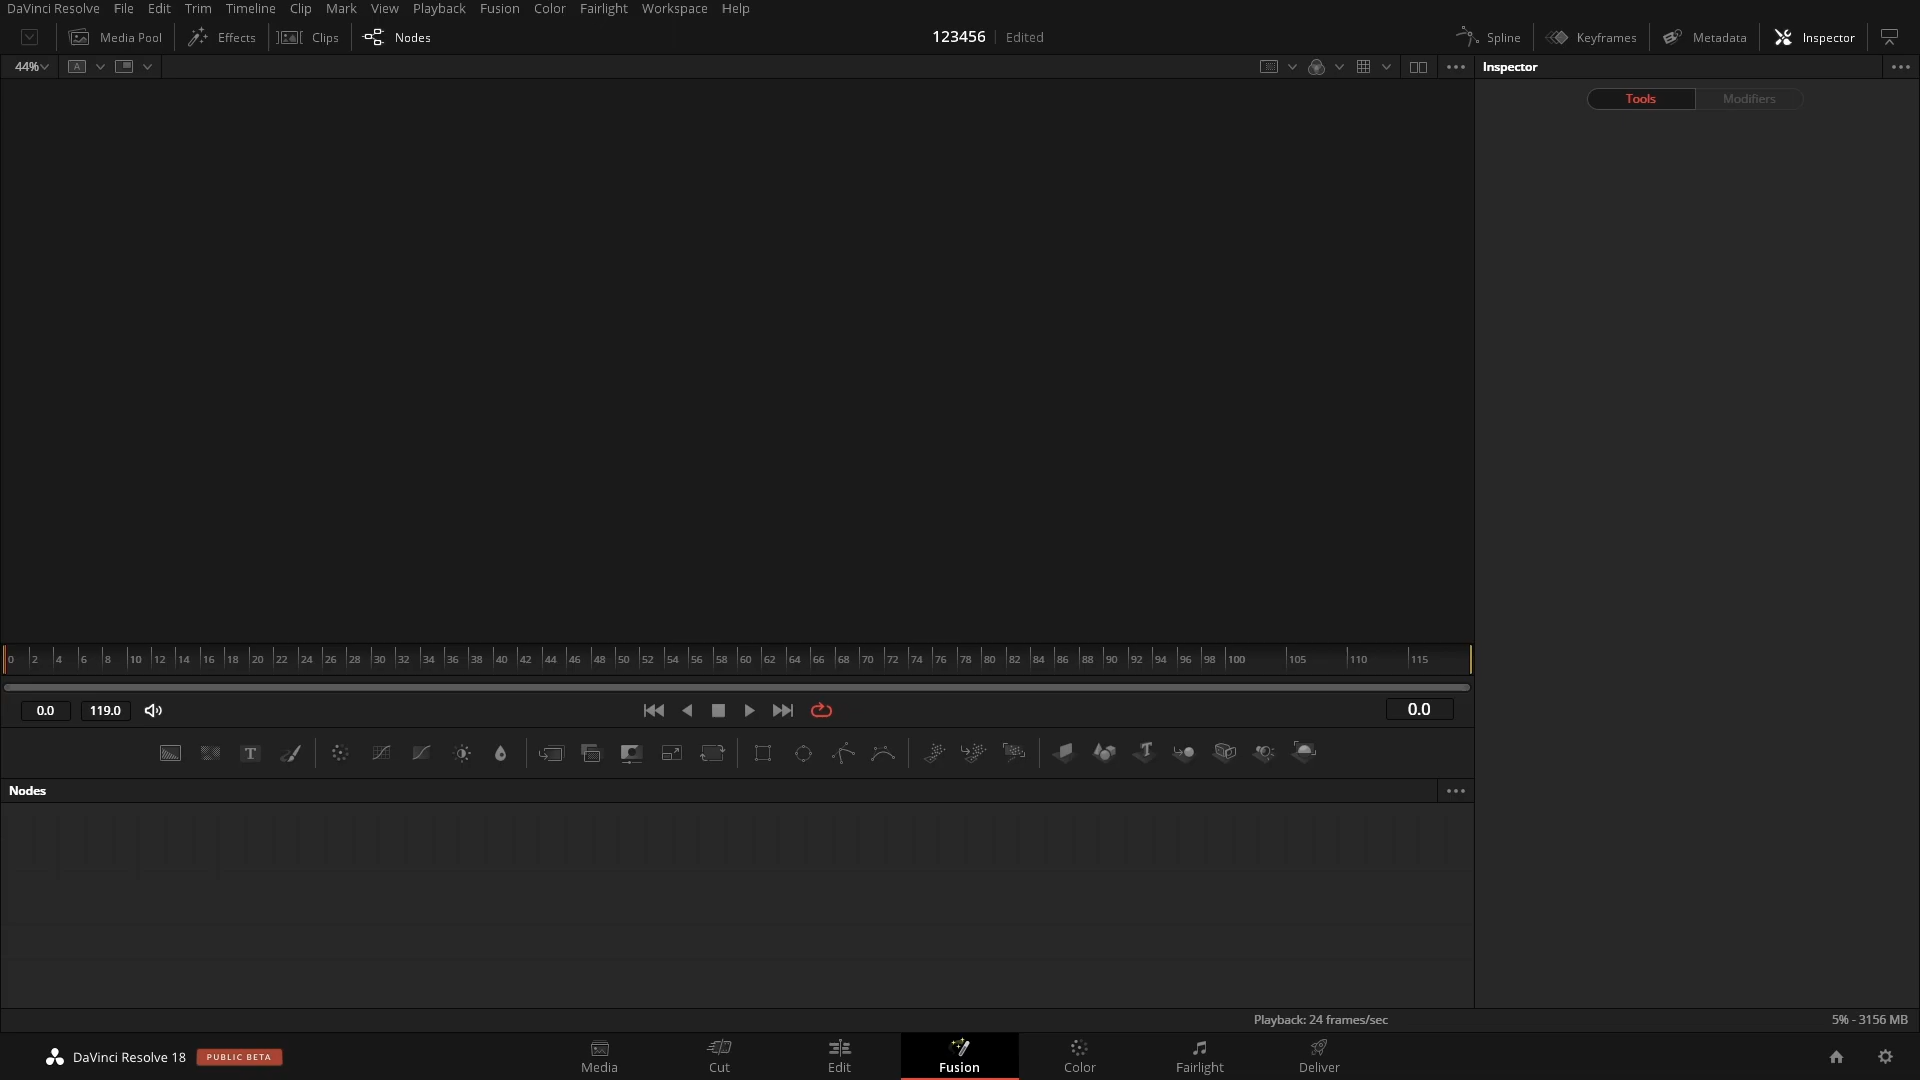 DaVinci Resolve File Edit Trim Timeline Clip Mark View Playback Fusion Color Fairlight Workspace Help
Media Pool Effects Clips Nodes 123456 Edited Spline Keyframes Metadata Inspector
44% A Inspector
Tools Modifiers
0 2 4 6 8 10 12 14 16 18 20 22 24 26 28 30 32 34 36 38 40 42 44 46 48 50 52 54 56 58 60 62 64 66 68 70 72 74 76 78 80 82 84 86 88 90 92 94 96 98 100 105 110 115
0.0 119.0 0.0
T T
Nodes
Playback: 24 frames/sec 5% - 3156 MB
DaVinci Resolve 18 PUBLIC BETA Media Cut Edit Fusion Color Fairlight Deliver